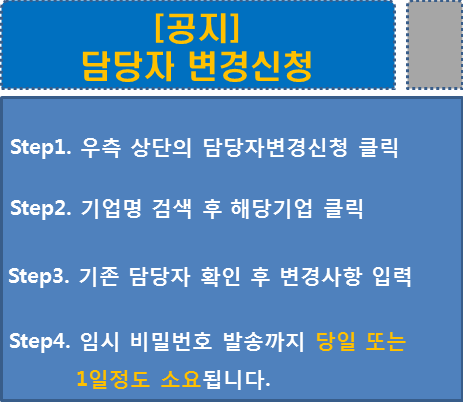 [공지]
담당자 변경신청
Step1. 우측 상단의 담당자변경신청 클릭
Step2. 기업명 검색 후 해당기업 클릭
Step3. 기존 담당자 확인 후 변경사항 입력
Step4. 임시 비밀번호 발송까지 당일 또는
1일정도 소요됩니다.